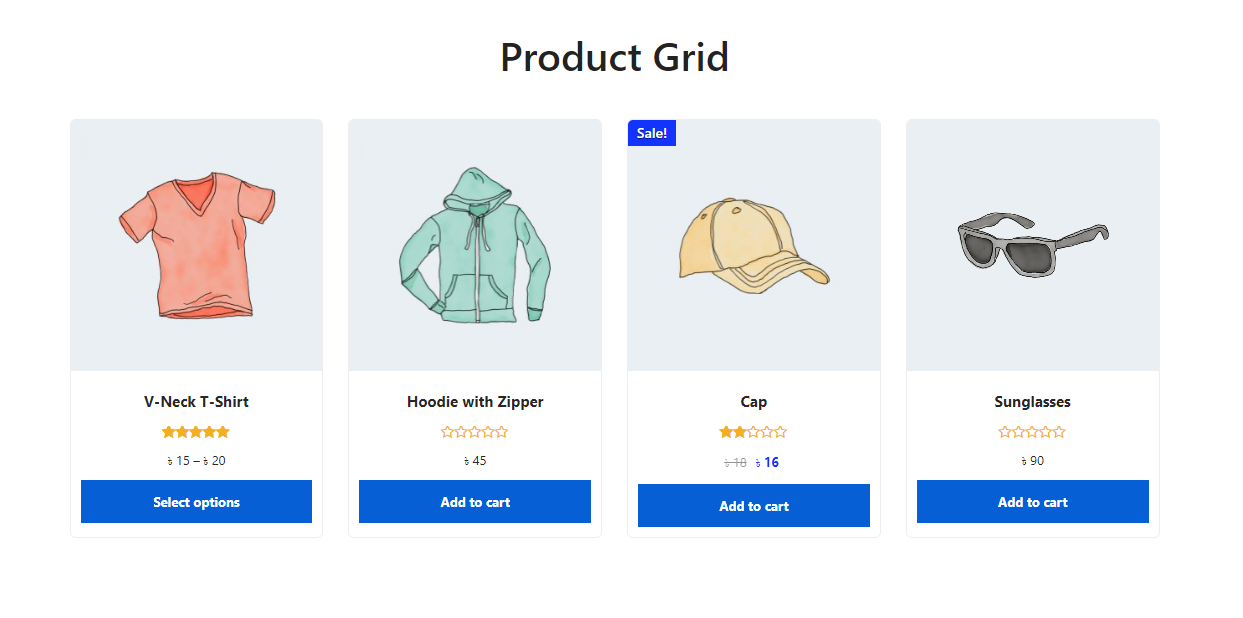 Product Grid
V-Neck T-Shirt
৳ 15 – ৳ 20
Select options
Hoodie with Zipper
৳ 45
Add to cart
Sale!
Cap
৳ 18 ৳ 16
Add to cart
Sunglasses
৳ 90
Add to cart